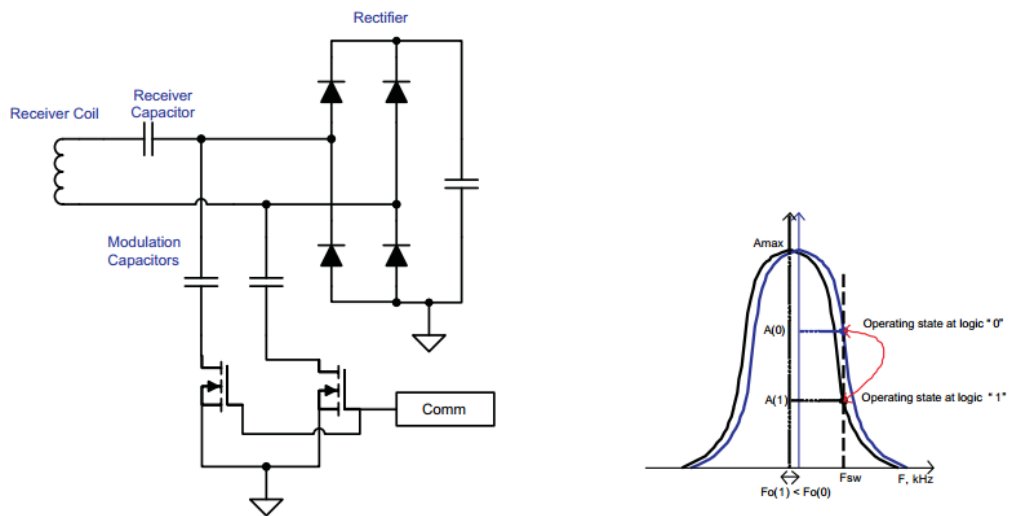 Rectifier
Receiver
Capacitor
Receiver Coil
Modulation
Capacitors
Comm
Amax
A(0)
Operating state at logic “ 0”
A(1)
Operating state at logic “ 1”
Fsw
F, kHz
Fo(1) < Fo(0)